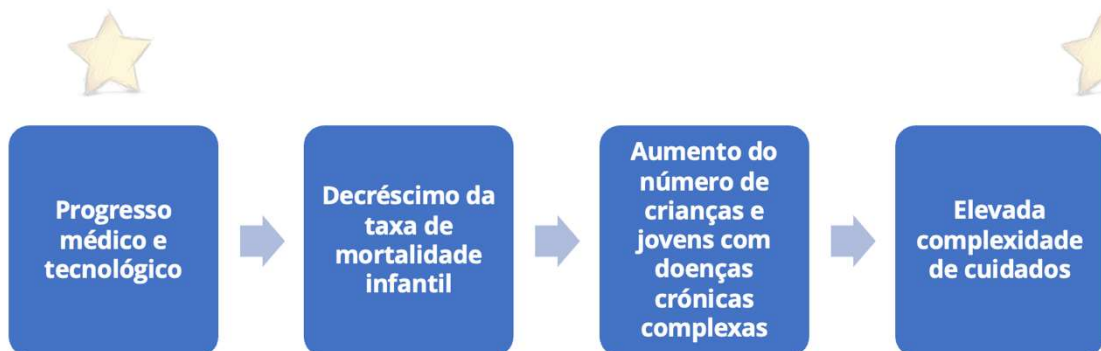 Progresso
médico e
tecnológico
Decréscimo da
taxa de
mortalidade
infantil
Aumento do
número de
crianças e
jovens com
doenças
crónicas
complexas
Elevada
complexidade
de cuidados